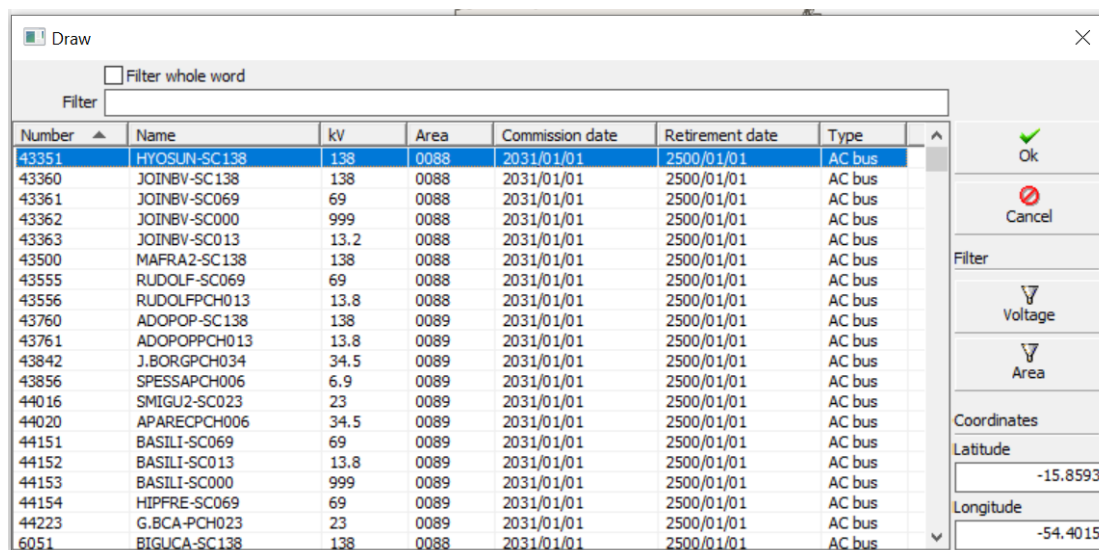 Draw
Filter whole word
Filter
Number Name kV Area Commission date Retirement date Type
43351 HYOSUN-SC138 138 0088 2031/01/01 2500/01/01 AC bus
43360 JOINBV-SC138 138 0088 2031/01/01 2500/01/01 AC bus
43361 JOINBV-SC069 69 0088 2031/01/01 2500/01/01 AC bus
43362 JOINBV-SC000 999 0088 2031/01/01 2500/01/01 AC bus
43363 JOINBV-SC013 13.2 0088 2031/01/01 2500/01/01 AC bus
43500 MAFRA2-SC138 138 0088 2031/01/01 2500/01/01 AC bus
43555 RUDOLF-SC069 69 0088 2031/01/01 2500/01/01 AC bus
43556 RUDOLFPCH013 13.8 0088 2031/01/01 2500/01/01 AC bus
43760 ADOPOP-SC138 138 0089 2031/01/01 2500/01/01 AC bus
43761 ADOPOPPCH013 13.8 0089 2031/01/01 2500/01/01 AC bus
43842 J.BORGPCH034 34.5 0089 2031/01/01 2500/01/01 AC bus
43856 SPESSAPCH006 6.9 0089 2031/01/01 2500/01/01 AC bus
44016 SMIGU2-SC023 23 0089 2031/01/01 2500/01/01 AC bus
44020 APARECPCH006 34.5 0089 2031/01/01 2500/01/01 AC bus
44151 BASILI-SC069 69 0089 2031/01/01 2500/01/01 AC bus
44152 BASILI-SC013 13.8 0089 2031/01/01 2500/01/01 AC bus
44153 BASILI-SC000 999 0089 2031/01/01 2500/01/01 AC bus
44154 HIPFRE-SC069 69 0089 2031/01/01 2500/01/01 AC bus
44223 G.BCA-PCH023 23 0089 2031/01/01 2500/01/01 AC bus
6051 BIGUCA-SC138 138 0088 2031/01/01 2500/01/01 AC bus
Ok
Cancel
Filter
Voltage
Area
Coordinates
Latitude
-15.8593
Longitude
-54.4015